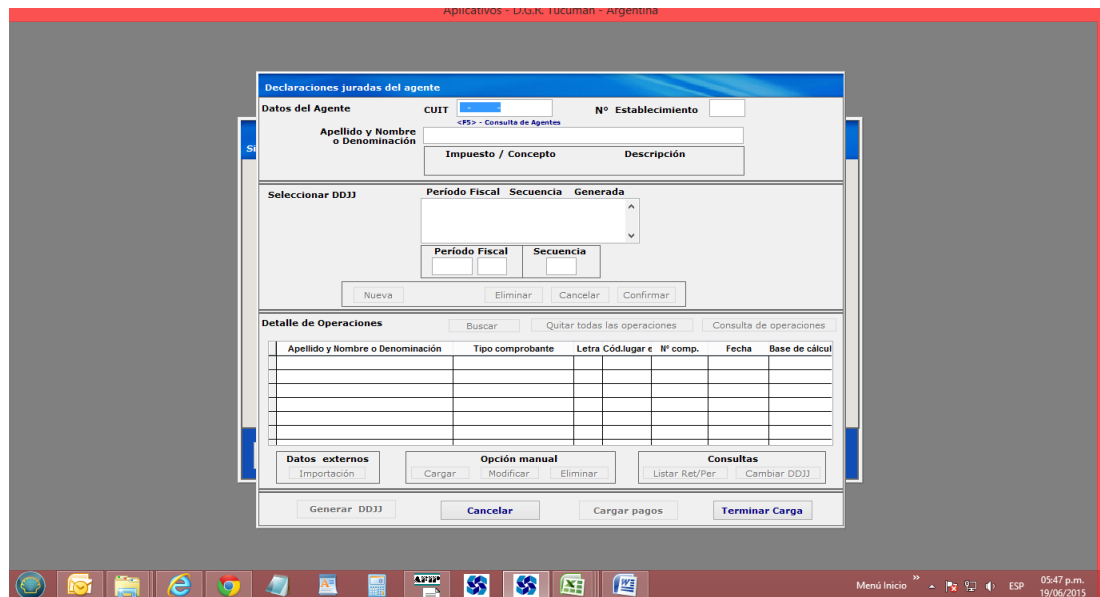 Aplicativos - D.G.R. Tucumán - Argentina
Declaraciones juradas del agente
Datos del Agente CUIT - - Nº Establecimiento
<F5> - Consulta de Agentes
Apellido y Nombre
o Denominación
Si
Impuesto / Concepto Descripción
Seleccionar DDJJ Período Fiscal Secuencia Generada
Período Fiscal Secuencia
Nueva Eliminar Cancelar Confirmar
Detalle de Operaciones Buscar Quitar todas las operaciones Consulta de operaciones
Apellido y Nombre o Denominación Tipo comprobante Letra Cód.lugar e Nº comp. Fecha Base de cálcul
Datos externos Opción manual Consultas
Importación Cargar Modificar Eliminar Listar Ret/Per Cambiar DDJJ
Generar DDJJ Cancelar Cargar pagos Terminar Carga
AFIP
Menú Inicio » ESP 05:47 p.m.
19/06/2015